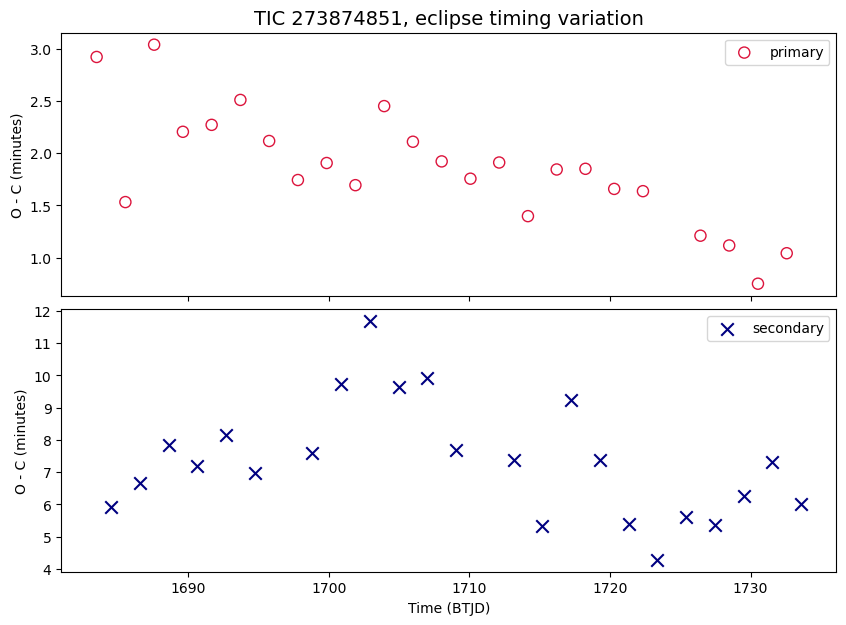 TIC 273874851, eclipse timing variation
primary
3.0
2.5
2.0
1.5
1.0
O - C (minutes)
secondary
12
11
10
9
8
7
6
5
4
O - C (minutes)
1690 1700 1710 1720 1730
Time (BTJD)